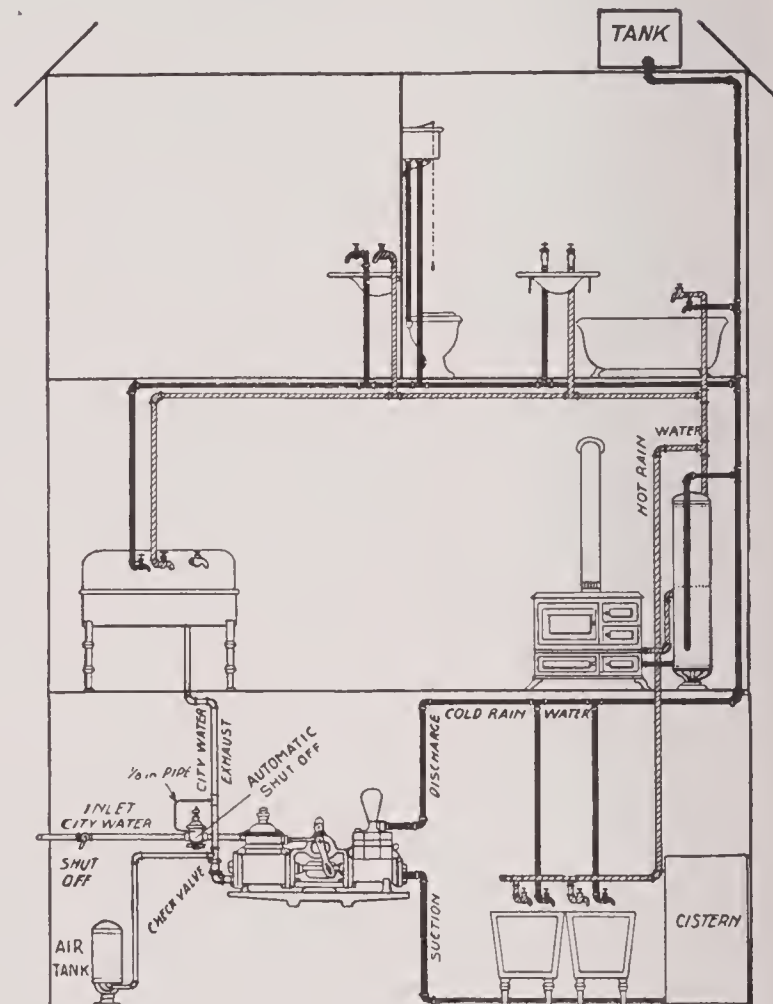 TANK
WATER
HOT RAIN
COLD RAIN WATER
DISCHARGE
CITY WATER
EXHAUST
AUTOMATIC
SHUT OFF
1/8 in PIPE
INLET
CITY WATER
SHUT
OFF
CHECK VALVE
AIR
TANK
SUCTION
CISTERN